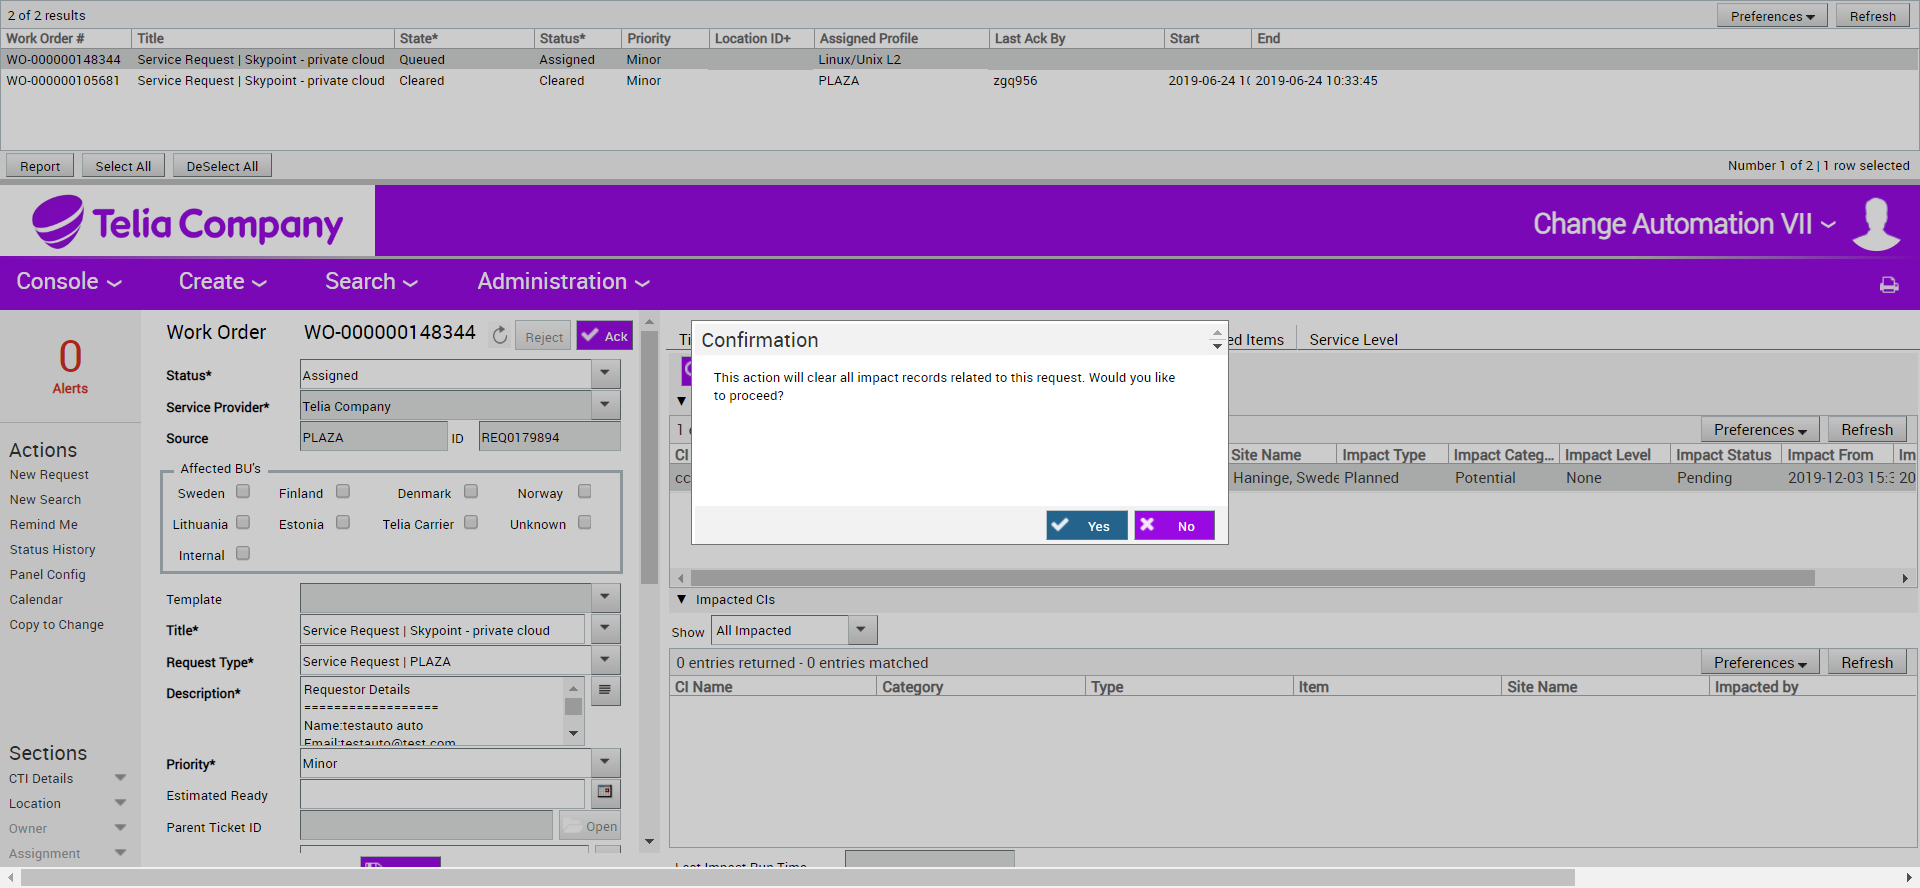 2 of 2 results
Preferences
Refresh
Work Order # Title State* Status* Priority Location ID+ Assigned Profile Last Ack By Start End
WO-000000148344 Service Request | Skypoint - private cloud Queued Assigned Minor Linux/Unix L2
WO-000000105681 Service Request | Skypoint - private cloud Cleared Cleared Minor PLAZA zgq956 2019-06-24 1( 2019-06-24 10:33:45
Report
Select All
DeSelect All
Number 1 of 2 | 1 row selected
Telia Company
Change Automation VII
Console
Create
Search
Administration
0
Alerts
Actions
New Request
New Search
Remind Me
Status History
Panel Config
Calendar
Copy to Change
Sections
CTI Details
Location
Owner
Assignment
Work Order WO-000000148344
Reject
Ack
Status* Assigned
Service Provider* Telia Company
Source PLAZA ID REQ0179894
Affected BU's
Sweden Finland Denmark Norway
Lithuania Estonia Telia Carrier Unknown
Internal
Template
Title* Service Request | Skypoint - private cloud
Request Type* Service Request | PLAZA
Description* Requestor Details
==================
Name:testauto auto
Email:testauto@test.com
Priority* Minor
Estimated Ready
Parent Ticket ID
Open
Ti
ed Items
Service Level
Confirmation
This action will clear all impact records related to this request. Would you like
to proceed?
Yes
No
1 e
Preferences
Refresh
CI Site Name Impact Type Impact Categ... Impact Level Impact Status Impact From Im
cc Haninge, Swede Planned Potential None Pending 2019-12-03 15:3 20
Impacted CIs
Show All Impacted
0 entries returned - 0 entries matched
Preferences
Refresh
CI Name Category Type Item Site Name Impacted by
Last Impact Run Time